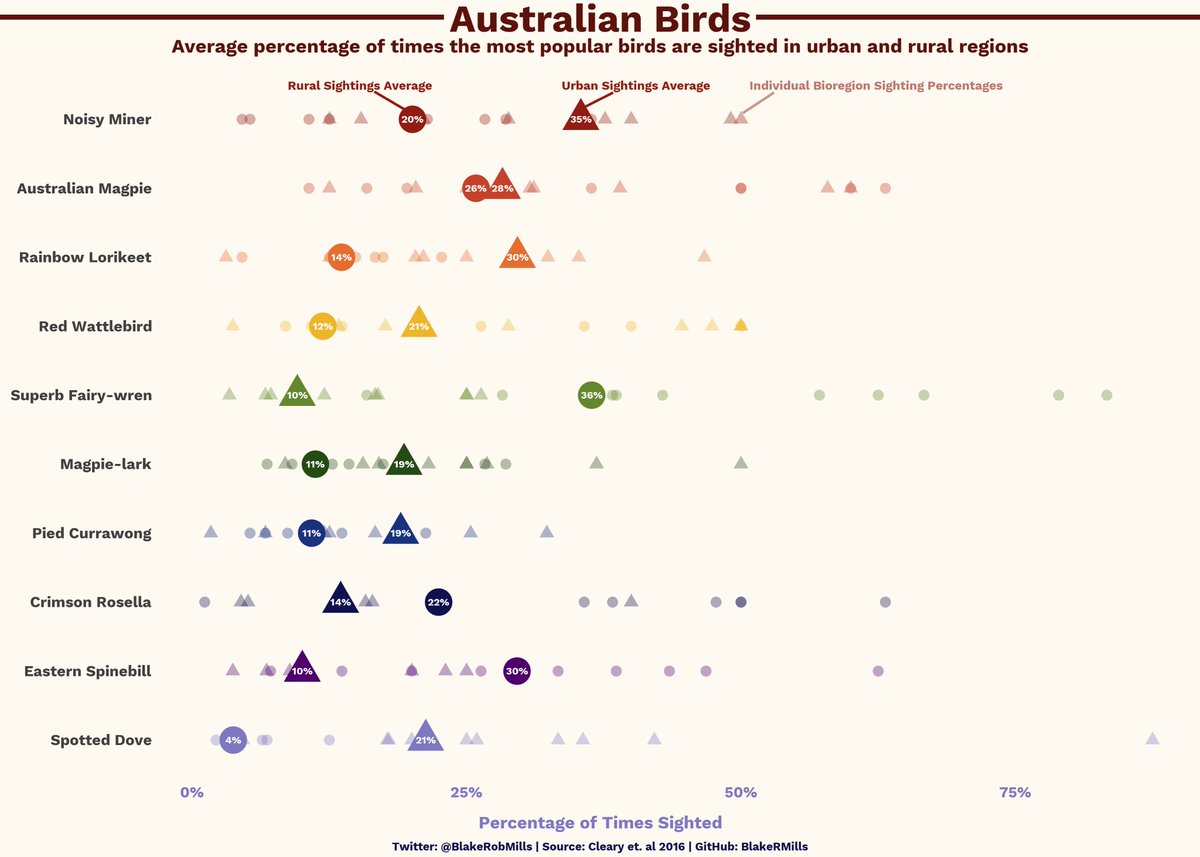 Australian Birds
Average percentage of times the most popular birds are sighted in urban and rural regions
Rural Sightings Average
Urban Sightings Average
Individual Bioregion Sighting Percentages
Noisy Miner
20%
35%
Australian Magpie
26%
28%
Rainbow Lorikeet
14%
30%
Red Wattlebird
12%
21%
Superb Fairy-wren
10%
36%
Magpie-lark
11%
19%
Pied Currawong
11%
19%
Crimson Rosella
14%
22%
Eastern Spinebill
10%
30%
Spotted Dove
4%
21%
0%
25%
50%
75%
Percentage of Times Sighted
Twitter: @BlakeRobMills | Source: Cleary et. al 2016 | GitHub: BlakeRMills